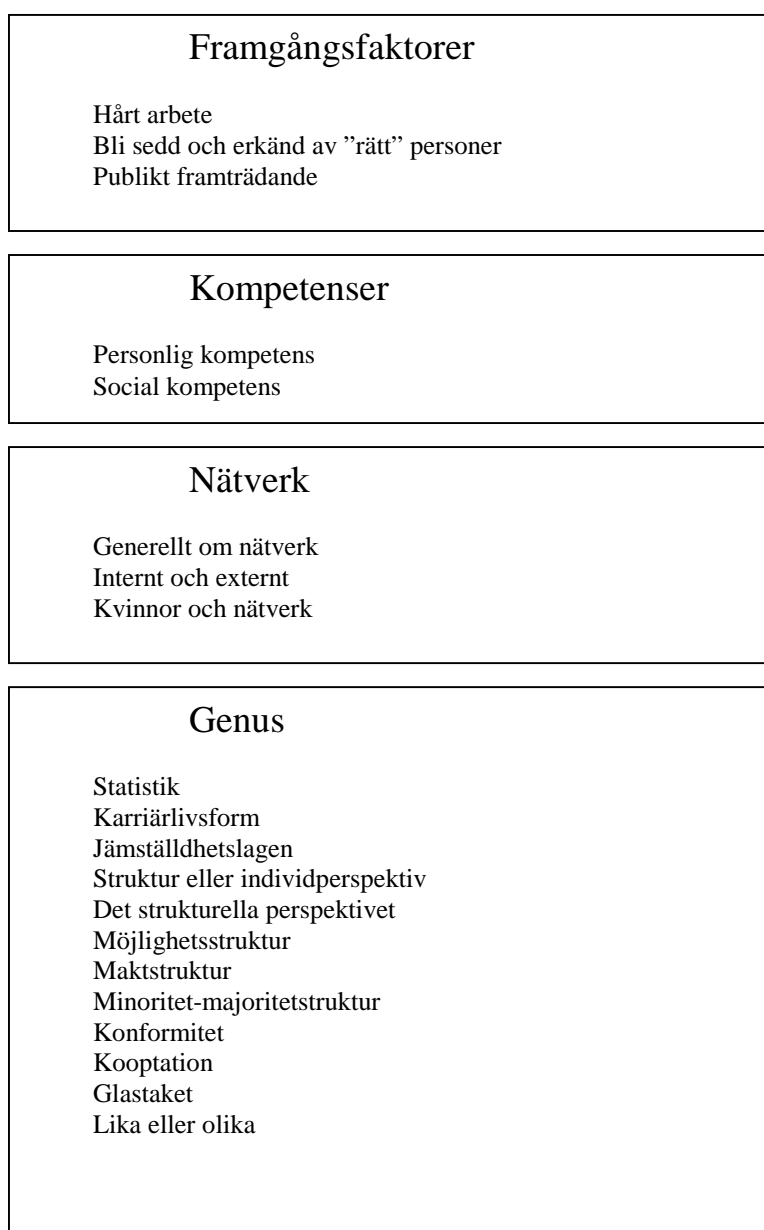 Framgångsfaktorer
Hårt arbete
Bli sedd och erkänd av ”rätt” personer
Publikt framträdande
Kompetenser
Personlig kompetens
Social kompetens
Nätverk
Generellt om nätverk
Internt och externt
Kvinnor och nätverk
Genus
Statistik
Karriärlivsform
Jämställdhetslagen
Struktur eller individperspektiv
Det strukturella perspektivet
Möjlighetsstruktur
Maktstruktur
Minoritet-majoritetstruktur
Konformitet
Kooptation
Glastaket
Lika eller olika